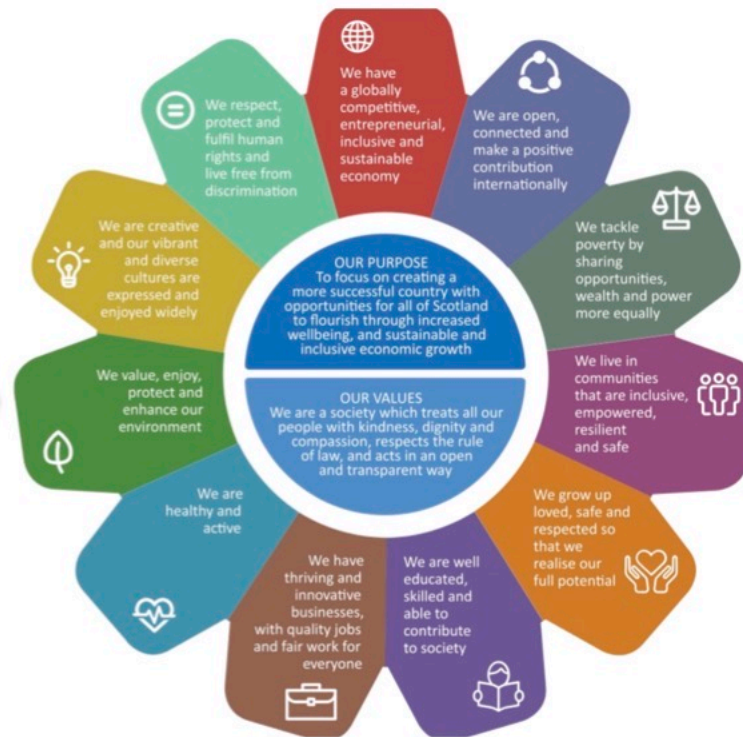 We have
a globally
competitive,
entrepreneurial,
inclusive and
sustainable
economy
We are open,
connected and
make a positive
contribution
internationally
We tackle
poverty by
sharing
opportunities,
wealth and power
more equally
We live in
communities
that are inclusive,
empowered,
resilient
and safe
We grow up
loved, safe and
respected so
that we
realise our
full potential
We are well
educated,
skilled and
able to
contribute
to society
We have
thriving and
innovative
businesses,
with quality jobs
and fair work for
everyone
We are
healthy and
active
We value, enjoy,
protect and
enhance our
environment
We are creative
and our vibrant
and diverse
cultures are
expressed and
enjoyed widely
We respect,
protect and
fulfil human
rights and
live free from
discrimination
OUR PURPOSE
To focus on creating a
more successful country with
opportunities for all of Scotland
to flourish through increased
wellbeing, and sustainable and
inclusive economic growth
OUR VALUES
We are a society which treats all our
people with kindness, dignity and
compassion, respects the rule
of law, and acts in an open
and transparent way